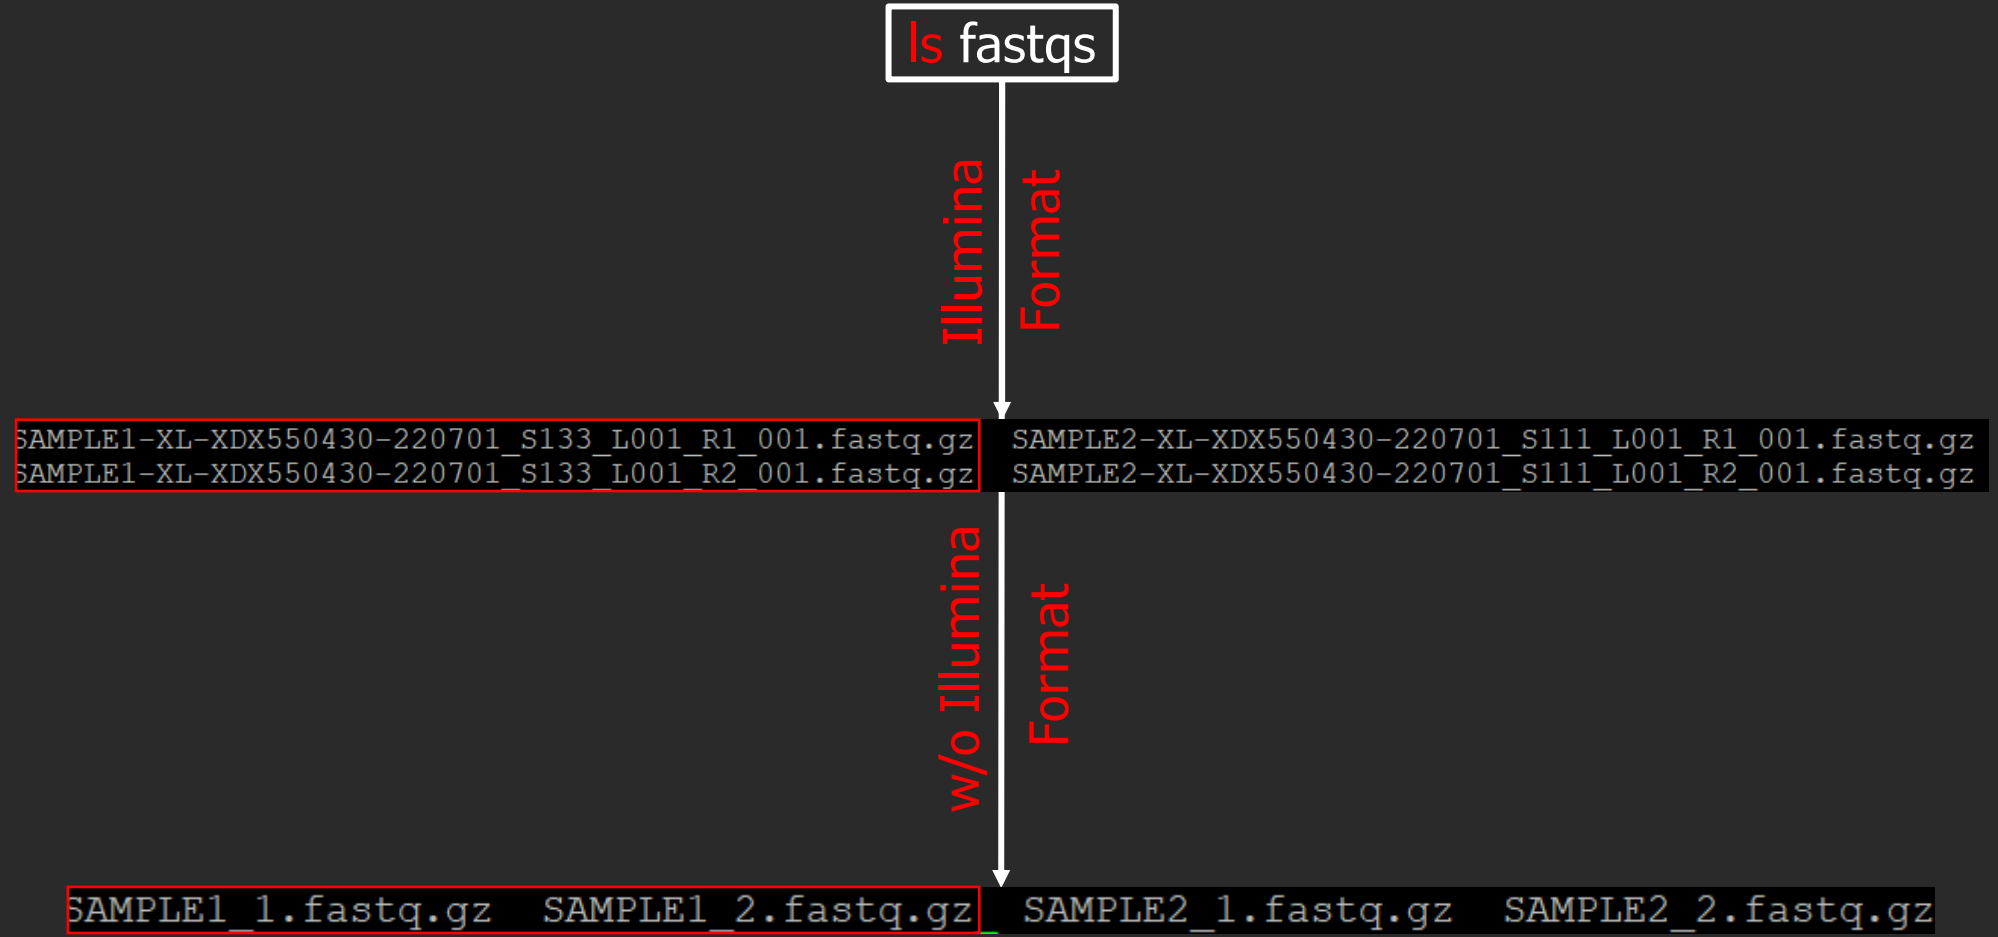 ls fastqs
Illumina
Format
SAMPLE1-XL-XDX550430-220701_S133_L001_R1_001.fastq.gz SAMPLE2-XL-XDX550430-220701_S111_L001_R1_001.fastq.gz
SAMPLE1-XL-XDX550430-220701_S133_L001_R2_001.fastq.gz SAMPLE2-XL-XDX550430-220701_S111_L001_R2_001.fastq.gz
w/o Illumina
Format
SAMPLE1_1.fastq.gz SAMPLE1_2.fastq.gz SAMPLE2_1.fastq.gz SAMPLE2_2.fastq.gz